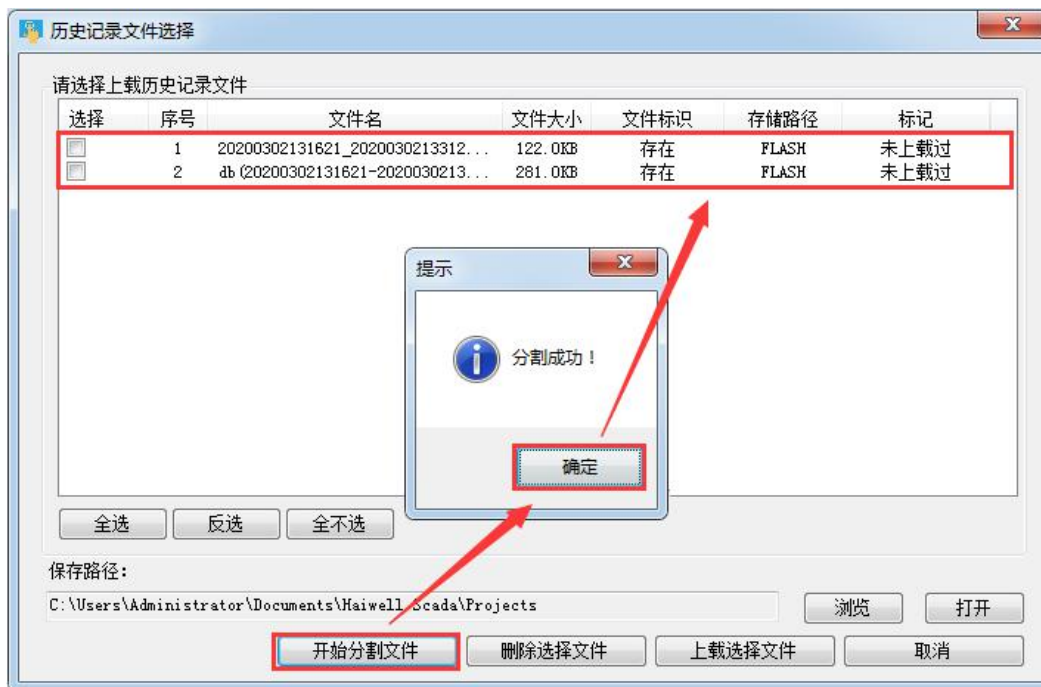 历史记录文件选择
请选择上载历史记录文件
选择 序号 文件名 文件大小 文件标识 存储路径 标记
1 20200302131621_2020030213312... 122.0KB 存在 FLASH 未上载过
2 db(20200302131621-2020030213... 281.0KB 存在 FLASH 未上载过
提示
分割成功！
确定
全选 反选 全不选
保存路径：
C:\Users\Administrator\Documents\Haiwell Scada\Projects 浏览 打开
开始分割文件 删除选择文件 上载选择文件 取消